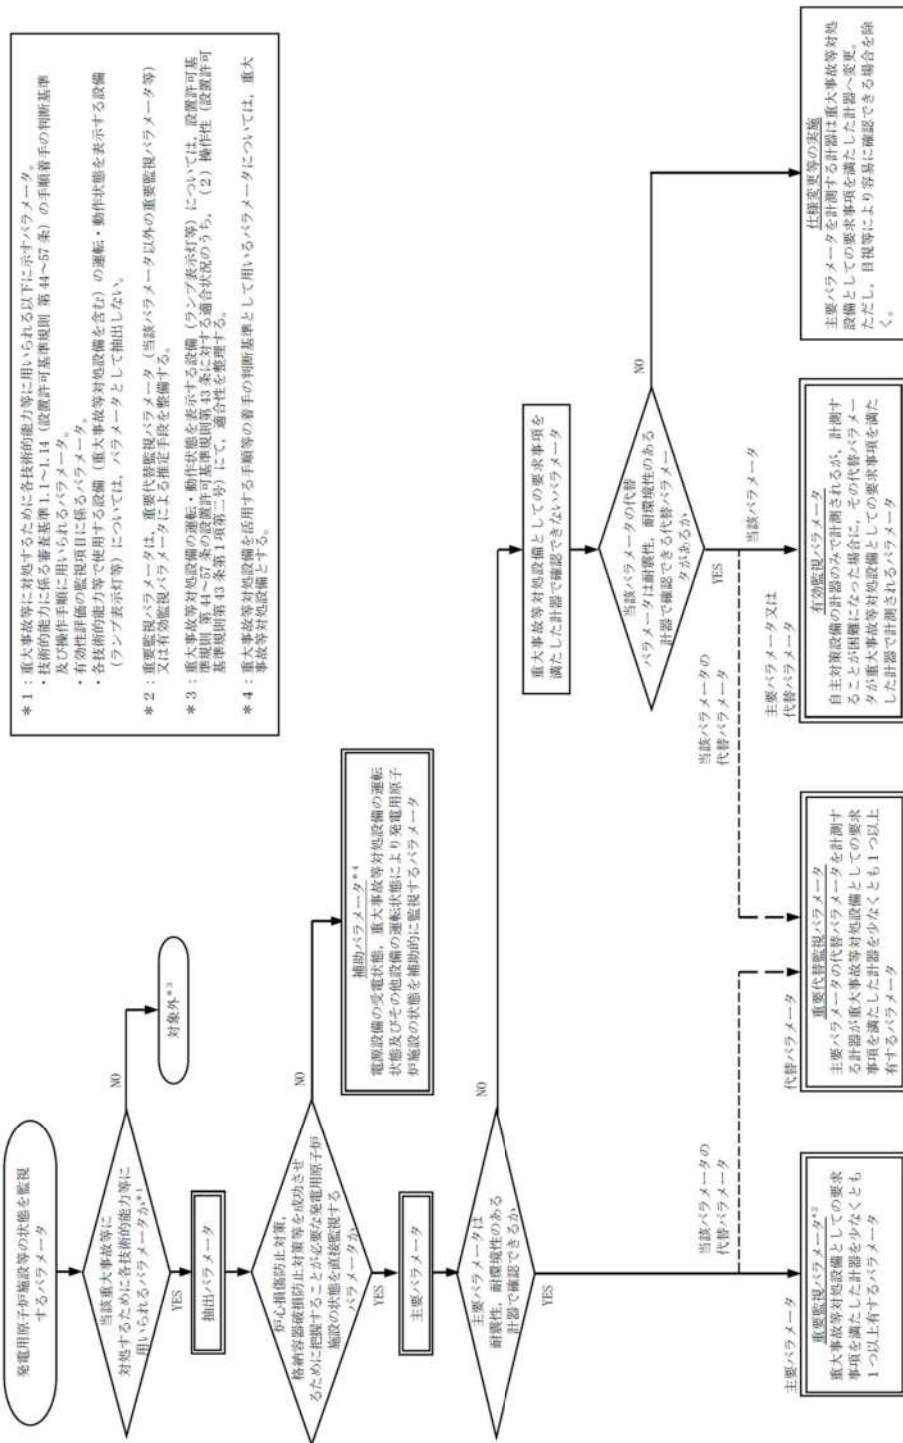 発電用原子炉施設等の状態を監視
するパラメータ
当該重大事故等に
対処するために各技術的能力等に
用いられるパラメータか*1
NO
対象外*3
YES
抽出パラメータ
炉心損傷防止対策,
格納容器破損防止対策等を成功させ
るために把握することが必要な発電用原子炉
施設の状態を直接監視する
パラメータか
NO
補助パラメータ*4
電源設備の受電状態, 重大事故等対処設備の運転
状態及びその他設備の運転状態により発電用原子
炉施設の状態を補助的に監視するパラメータ
YES
主要パラメータ
主要パラメータは
耐震性, 耐環境性のある
計器で確認できるか
NO
YES
重大事故等対処設備としての要求事項を
満たした計器で確認できないパラメータ
当該パラメータの代替
パラメータは耐震性, 耐環境性のある
計器で確認できる代替パラメー
タがあるか
NO
YES
当該パラメータの
代替パラメータ
当該パラメータの
代替パラメータ
当該パラメータ
主要パラメータ
重要監視パラメータ*2
重大事故等対処設備としての要求
事項を満たした計器を少なくとも
1つ以上有するパラメータ
代替パラメータ
重要代替監視パラメータ
主要パラメータの代替パラメータを計測す
る計器が重大事故等対処設備としての要求
事項を満たした計器を少なくとも1つ以上
有するパラメータ
主要パラメータ又は
代替パラメータ
有効監視パラメータ
自主対策設備の計器のみで計測されるが, 計測す
ることが困難になった場合に, その代替パラメー
タが重大事故等対処設備としての要求事項を満た
した計器で計測されるパラメータ
仕様変更等の実施
主要パラメータを計測する計器は重大事故等対処
設備としての要求事項を満たした計器へ変更。
ただし, 目視等により容易に確認できる場合を除
く。
*1:重大事故等に対処するために各技術的能力等に用いられる以下に示すパラメータ。
・技術的能力に係る審査基準 1.1~1.14 (設置許可基準規則 第 44~57 条) の手順着手の判断基準
及び操作手順に用いられるパラメータ。
・有効性評価の監視項目に係るパラメータ。
・各技術的能力等で使用する設備 (重大事故等対処設備を含む) の運転・動作状態を表示する設備
(ランプ表示灯等) については, パラメータとして抽出しない。
*2:重要監視パラメータは, 重要代替監視パラメータ (当該パラメータ以外の重要監視パラメータ等)
又は有効監視パラメータによる推定手段を整備する。
*3:重大事故等対処設備の運転・動作状態を表示する設備 (ランプ表示灯等) については, 設置許可基
準規則 第 44~57 条の設置許可基準規則第 43 条に対する適合状況のうち, (2) 操作性 (設置許可
基準規則第 43 条第1項第二号) にて, 適合性を整理する。
*4:重大事故等対処設備を活用する手順等の着手の判断基準として用いるパラメータについては, 重大
事故等対処設備とする。